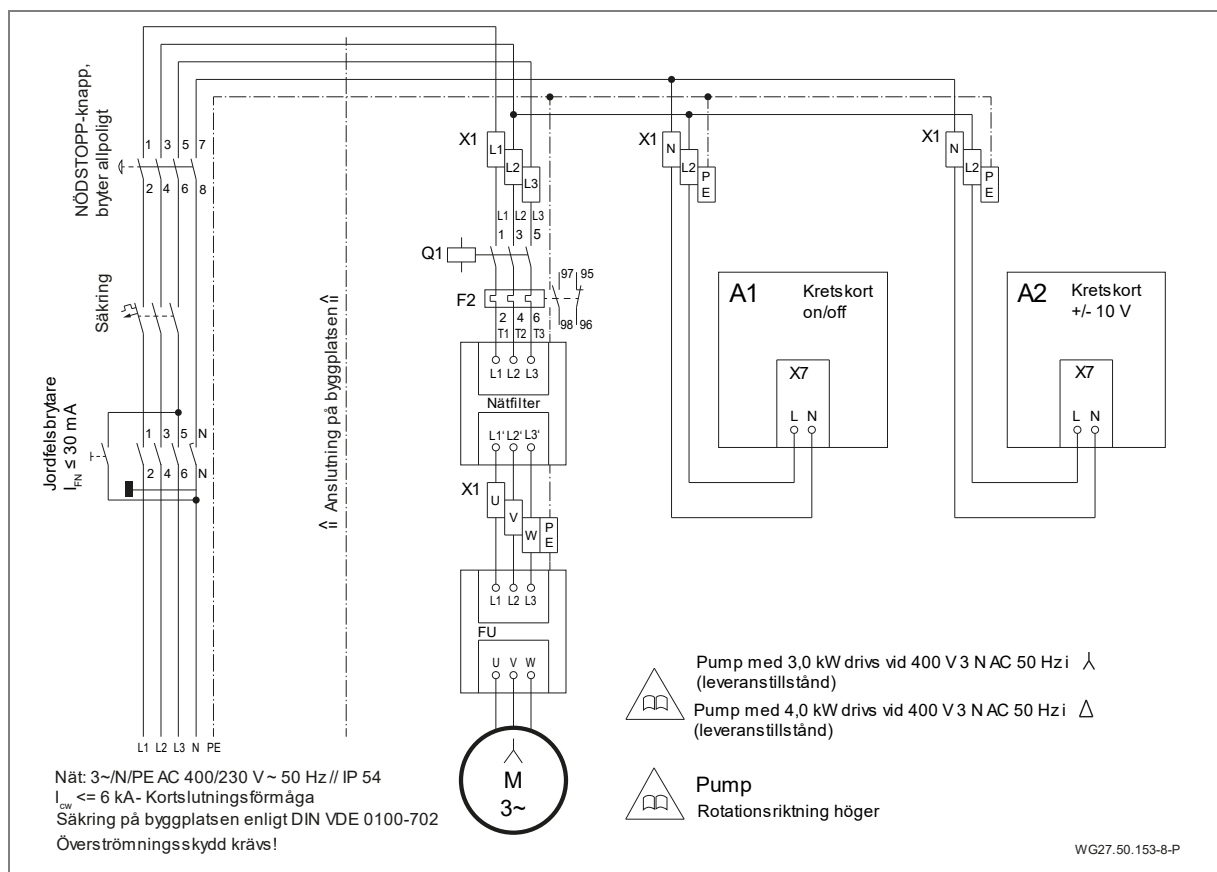 NÖDSTOPP-knapp,
bryter allpoligt
1 3 5 7
2 4 6 8
Säkring
Jordfelsbrytare
I_FN ≤ 30 mA
1 3 5 N
2 4 6 N
L1 L2 L3 N PE
Anslutning på byggplatsen
X1
L1
L2
L3
L1 L2 L3
1 3 5
Q1
97 95
F2
98 96
2 4 6
T1 T2 T3
L1 L2 L3
Nätfilter
L1' L2' L3'
X1
U
V
W
PE
L1 L2 L3
FU
U V W
M
3~
X1
N
L2
PE
A1 Kretskort
on/off
X7
L N
X1
N
L2
PE
A2 Kretskort
+/- 10 V
X7
L N
Pump med 3,0 kW drivs vid 400 V 3 N AC 50 Hz i
(leveranstillstånd)
Pump med 4,0 kW drivs vid 400 V 3 N AC 50 Hz i
(leveranstillstånd)
Pump
Rotationsriktning höger
Nät: 3~/N/PE AC 400/230 V ~ 50 Hz // IP 54
I_cw <= 6 kA - Kortslutningsförmåga
Säkring på byggplatsen enligt DIN VDE 0100-702
Överströmningsskydd krävs!
WG27.50.153-8-P